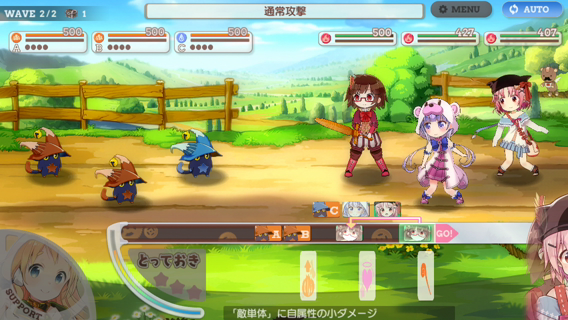 WAVE 2/2 1
通常攻撃
MENU
AUTO
500 500 500
A B C
500 427 407
C
A B GO!
とっておき
SUPPORT
「敵単体」に自属性の小ダメージ